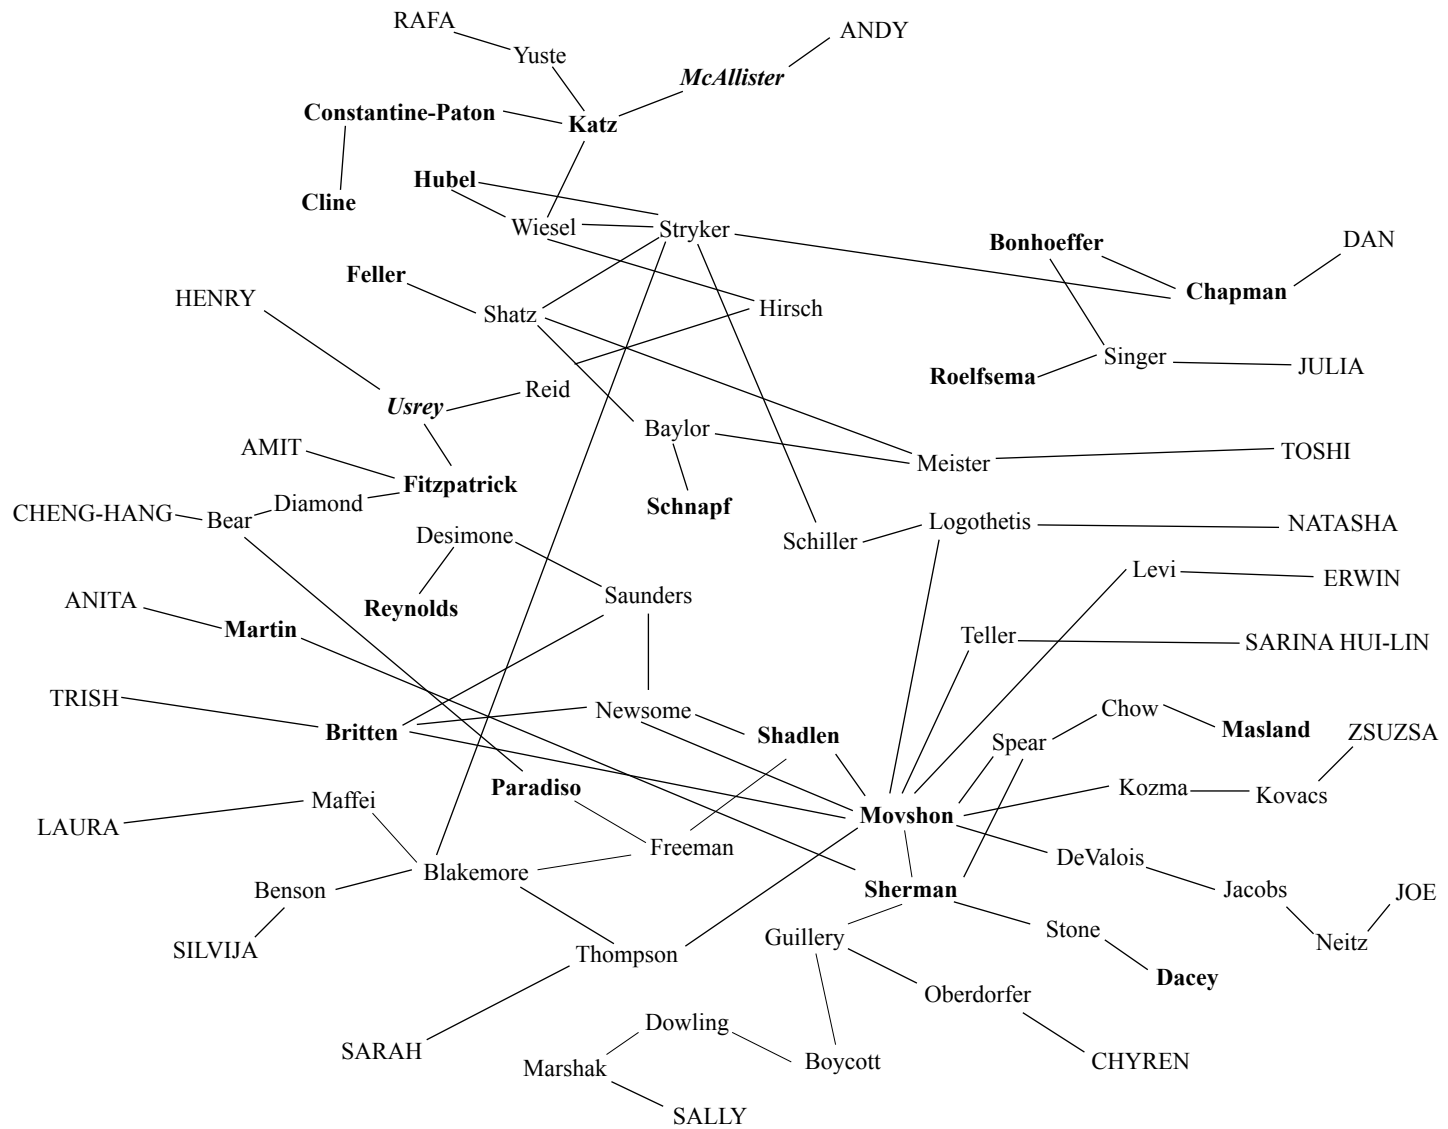 RAFA
ANDY
Yuste
McAllister
Constantine-Paton
Katz
Hubel
Cline
Wiesel
Stryker
Bonhoeffer
DAN
Feller
Chapman
HENRY
Shatz
Hirsch
Singer
Roelfsema
JULIA
Reid
Usrey
Baylor
AMIT
Meister
TOSHI
Fitzpatrick
Diamond
Schnapf
CHENG-HANG
Bear
Desimone
Schiller
Logothetis
NATASHA
Levi
ERWIN
Saunders
ANITA
Reynolds
Martin
Teller
SARINA HUI-LIN
TRISH
Newsome
Chow
Britten
Shadlen
Spear
Masland
ZSUZSA
Paradiso
Kozma
Kovacs
Maffei
Movshon
LAURA
Freeman
DeValois
Blakemore
Benson
Sherman
Jacobs
JOE
SILVIJA
Thompson
Guillery
Stone
Neitz
Dacey
Oberdorfer
Dowling
SARAH
Marshak
Boycott
CHYREN
SALLY